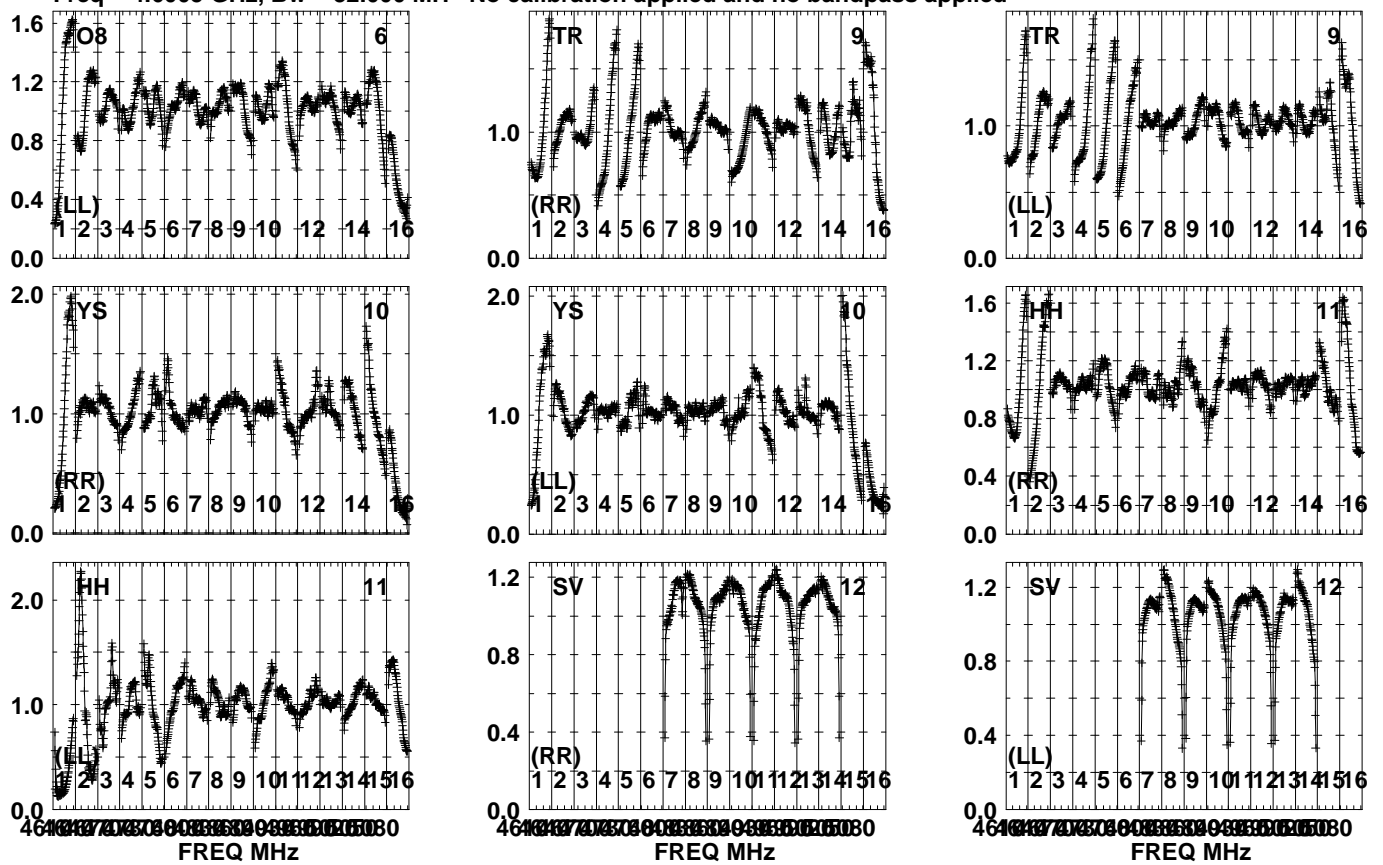 No calibration applied and no bandpass applied
1.6
O8 6
1.2
0.8
0.4
(LL)
1 2 3 4 5 6 7 8 9 10 12 14 16
0.0
TR 9
1.0
(RR)
1 2 3 4 5 6 7 8 9 10 12 14 16
0.0
TR 9
1.0
(LL)
1 2 3 4 5 6 7 8 9 10 12 14 16
0.0
2.0
YS 10
1.0
(RR)
1 2 3 4 5 6 7 8 9 10 12 14 16
0.0
2.0
YS 10
1.0
(LL)
1 2 3 4 5 6 7 8 9 10 12 14 16
0.0
1.6
HH 11
1.2
0.8
0.4
(RR)
1 2 3 4 5 6 7 8 9 10 12 14 16
0.0
HH 11
2.0
1.0
(LL)
1 2 3 4 5 6 7 8 9 10 11 12 13 14 15 16
0.0
FREQ MHz
1.2
SV 12
0.8
0.4
(RR)
1 2 3 4 5 6 7 8 9 10 11 12 13 14 15 16
0.0
FREQ MHz
SV 12
1.2
0.8
0.4
(LL)
1 2 3 4 5 6 7 8 9 10 11 12 13 14 15 16
0.0
FREQ MHz